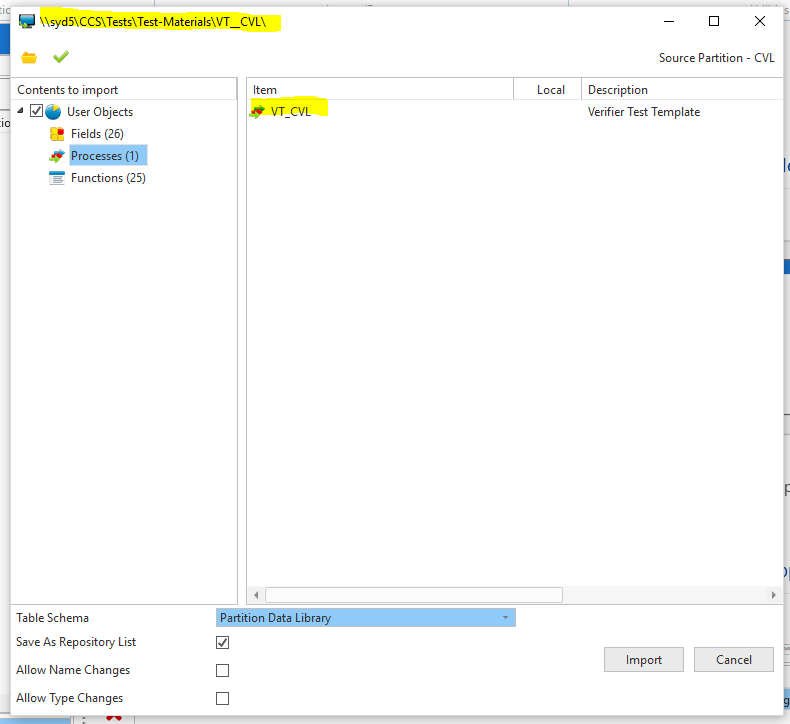 \\syd5\CCS\Tests\Test-Materials\VT__CVL\
Source Partition - CVL
Contents to import
Item Local Description
User Objects
VT_CVL Verifier Test Template
Fields (26)
Processes (1)
Functions (25)
Table Schema Partition Data Library
Save As Repository List
Allow Name Changes
Import Cancel
Allow Type Changes